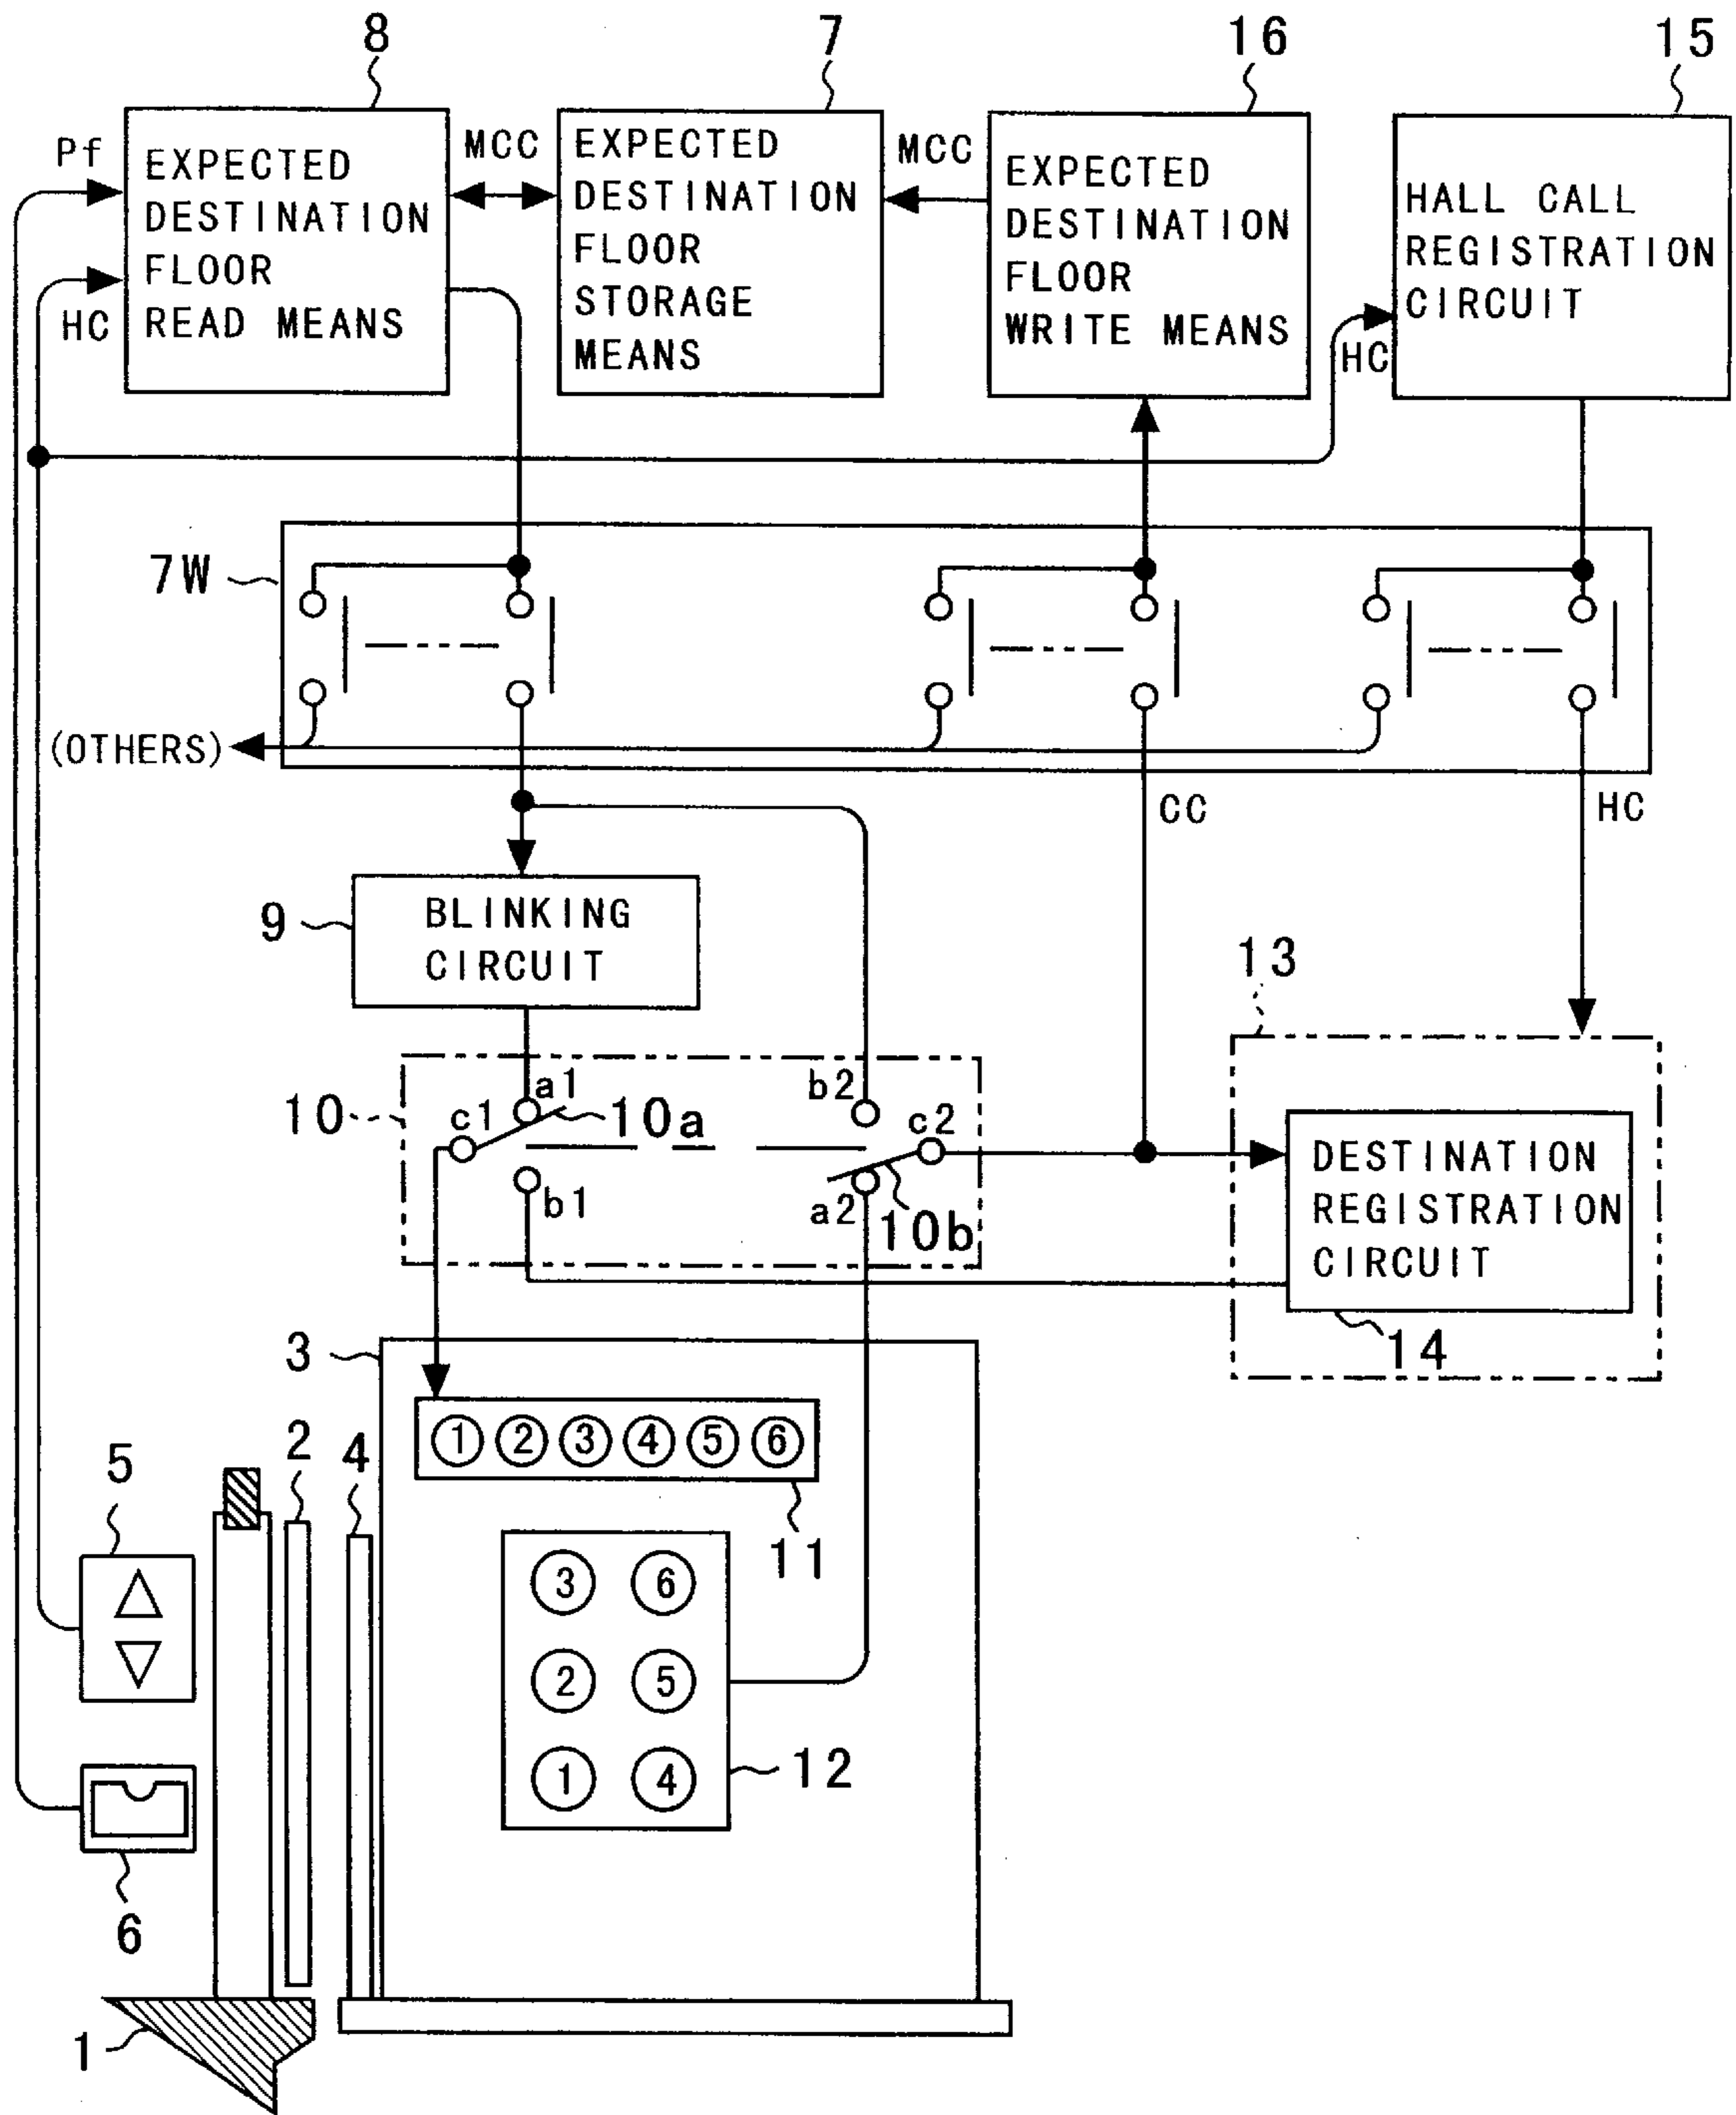 8
7
16
15
Pf
EXPECTED
DESTINATION
FLOOR
READ MEANS
MCC
EXPECTED
DESTINATION
FLOOR
STORAGE
MEANS
MCC
EXPECTED
DESTINATION
FLOOR
WRITE MEANS
HALL CALL
REGISTRATION
CIRCUIT
HC
HC
7W
(OTHERS)
CC
HC
9
BLINKING
CIRCUIT
13
10
c1
a1
10a
b1
b2
c2
a2
10b
DESTINATION
REGISTRATION
CIRCUIT
14
3
1 2 3 4 5 6
11
5
2
4
3 6
2 5
1 4
12
6
1